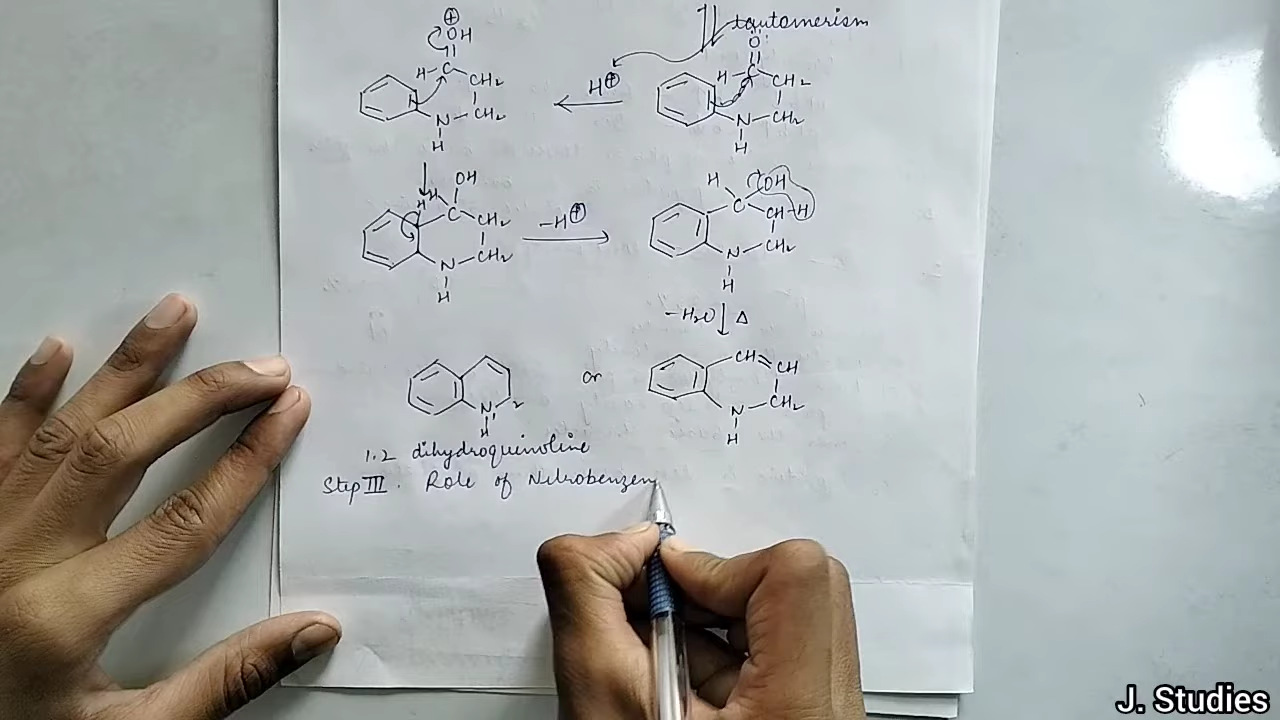 ⊕
OH
tautomerism
O
H C CH₂
H⊕
H C CH₂
N CH₂
H
N CH₂
H
OH
H
C CH₂
N CH₂
H
-H⊕
H OH
C CH-H
N CH₂
H
-H₂O Δ
CH=CH
CH₂
N
H
or
N 1 2
H
1.2 dihydroquinoline
Step III. Role of Nitrobenzen
J. Studies